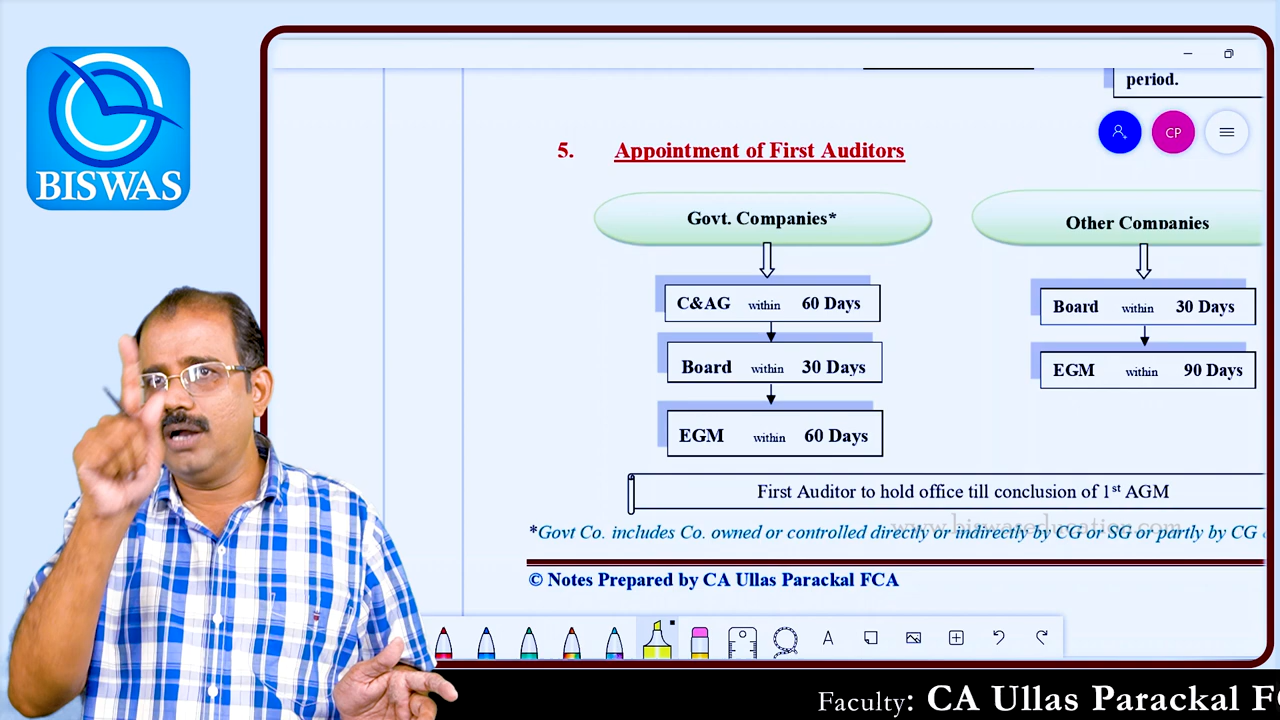 BISWAS
period.
CP
5. Appointment of First Auditors
Govt. Companies*
Other Companies
C&AG within 60 Days
Board within 30 Days
EGM within 60 Days
Board within 30 Days
EGM within 90 Days
First Auditor to hold office till conclusion of 1st AGM
www.biswaseducation.com
*Govt Co. includes Co. owned or controlled directly or indirectly by CG or SG or partly by CG
© Notes Prepared by CA Ullas Parackal FCA
A
Faculty: CA Ullas Parackal F